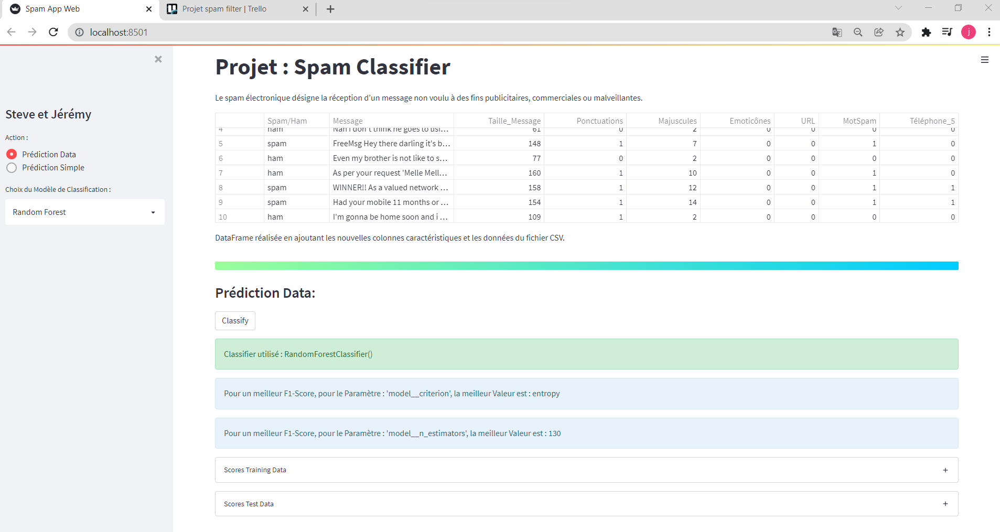 Spam App Web
Projet spam filter | Trello
localhost:8501
j
Steve et Jérémy
Action :
Prédiction Data
Prédiction Simple
Choix du Modèle de Classification :
Random Forest
Projet : Spam Classifier
Le spam électronique désigne la réception d’un message non voulu à des fins publicitaires, commerciales ou malveillantes.
Spam/Ham Message Taille_Message Ponctuations Majuscules Emoticônes URL MotSpam Téléphone_5
4 ham Nah I don't think he goes to usi… 61 0 2 0 0 0 0
5 spam FreeMsg Hey there darling it's b… 148 1 7 0 0 1 0
6 ham Even my brother is not like to s… 77 0 2 0 0 0 0
7 ham As per your request 'Melle Mell… 160 1 10 0 0 1 0
8 spam WINNER!! As a valued network … 158 1 12 0 0 1 1
9 spam Had your mobile 11 months or … 154 1 14 0 0 1 1
10 ham I'm gonna be home soon and i … 109 1 2 0 0 0 0
DataFrame réalisée en ajoutant les nouvelles colonnes caractéristiques et les données du fichier CSV.
Prédiction Data:
Classify
Classifier utilisé : RandomForestClassifier()
Pour un meilleur F1-Score, pour le Paramètre : 'model__criterion', la meilleur Valeur est : entropy
Pour un meilleur F1-Score, pour le Paramètre : 'model__n_estimators', la meilleur Valeur est : 130
Scores Training Data
Scores Test Data